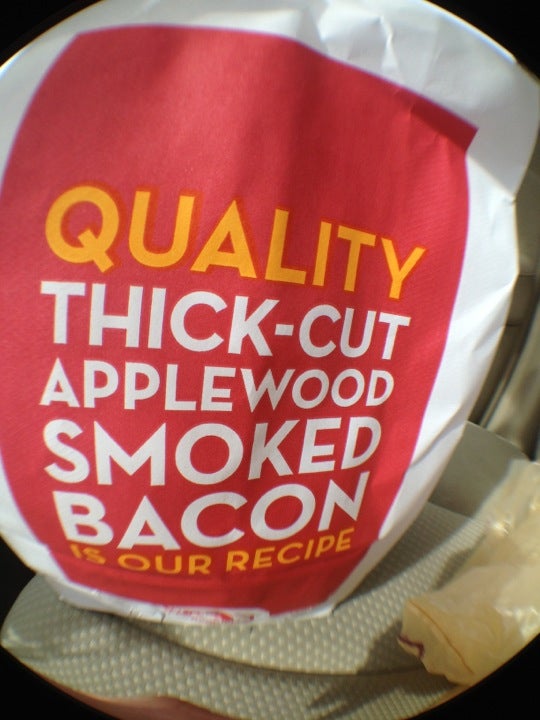 QUALITY
THICK-CUT
APPLEWOOD
SMOKED
BACON
IS OUR RECIPE